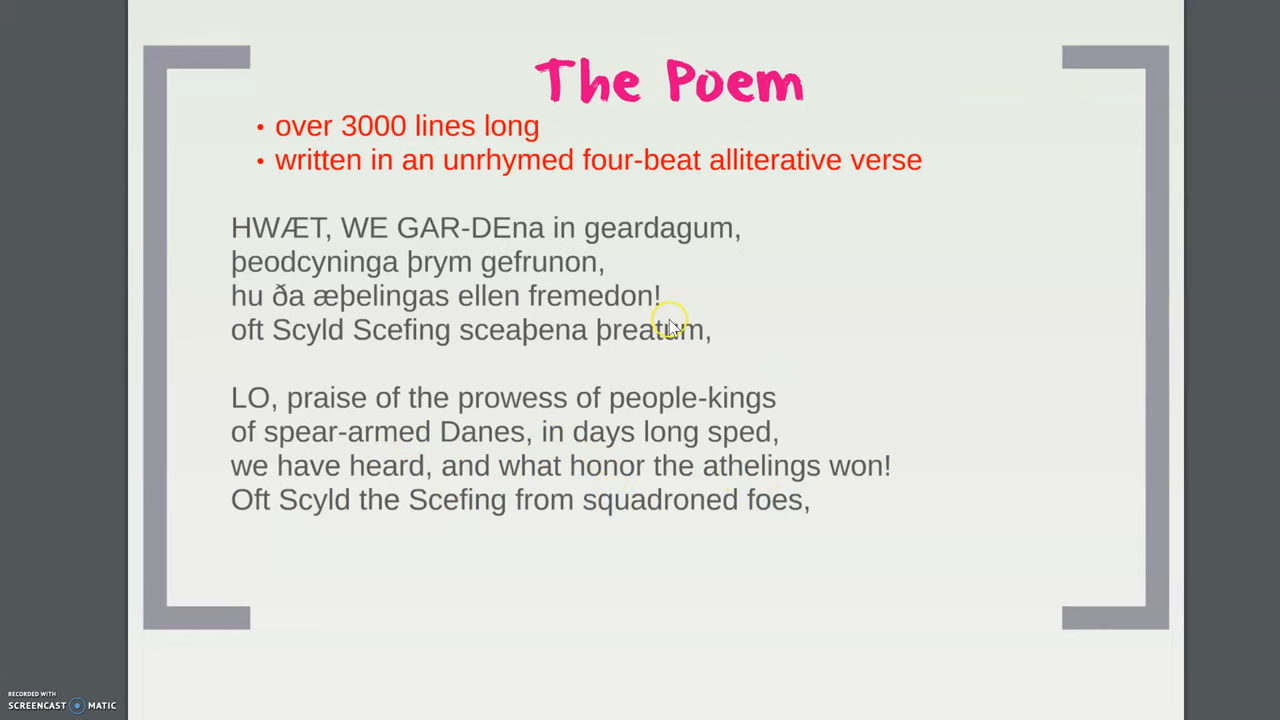 The Poem
• over 3000 lines long
• written in an unrhymed four-beat alliterative verse
HWÆT, WE GAR-DEna in geardagum,
þeodcyninga þrym gefrunon,
hu ða æþelingas ellen fremedon!
oft Scyld Scefing sceaþena þreatum,
LO, praise of the prowess of people-kings
of spear-armed Danes, in days long sped,
we have heard, and what honor the athelings won!
Oft Scyld the Scefing from squadroned foes,
RECORDED WITH
SCREENCAST MATIC